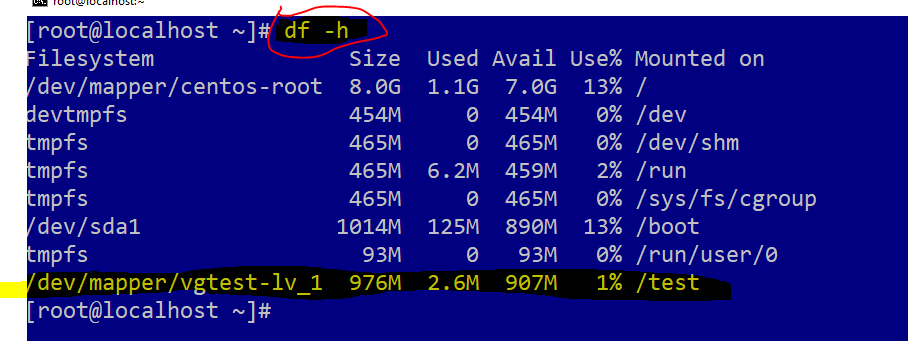 root@localhost:~
[root@localhost ~]# df -h
Filesystem Size Used Avail Use% Mounted on
/dev/mapper/centos-root 8.0G 1.1G 7.0G 13% /
devtmpfs 454M 0 454M 0% /dev
tmpfs 465M 0 465M 0% /dev/shm
tmpfs 465M 6.2M 459M 2% /run
tmpfs 465M 0 465M 0% /sys/fs/cgroup
/dev/sda1 1014M 125M 890M 13% /boot
tmpfs 93M 0 93M 0% /run/user/0
/dev/mapper/vgtest-lv_1 976M 2.6M 907M 1% /test
[root@localhost ~]#